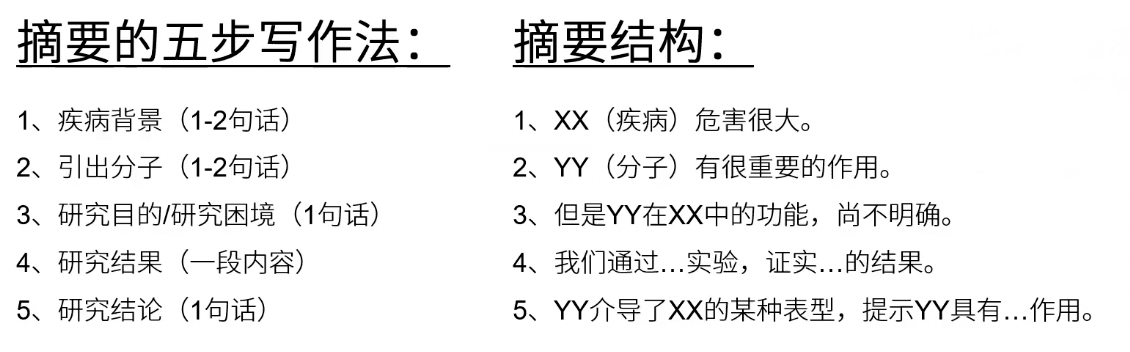 摘要的五步写作法：
1、疾病背景（1-2句话）
2、引出分子（1-2句话）
3、研究目的/研究困境（1句话）
4、研究结果（一段内容）
5、研究结论（1句话）
摘要结构：
1、XX（疾病）危害很大。
2、YY（分子）有很重要的作用。
3、但是YY在XX中的功能，尚不明确。
4、我们通过...实验，证实...的结果。
5、YY介导了XX的某种表型，提示YY具有...作用。